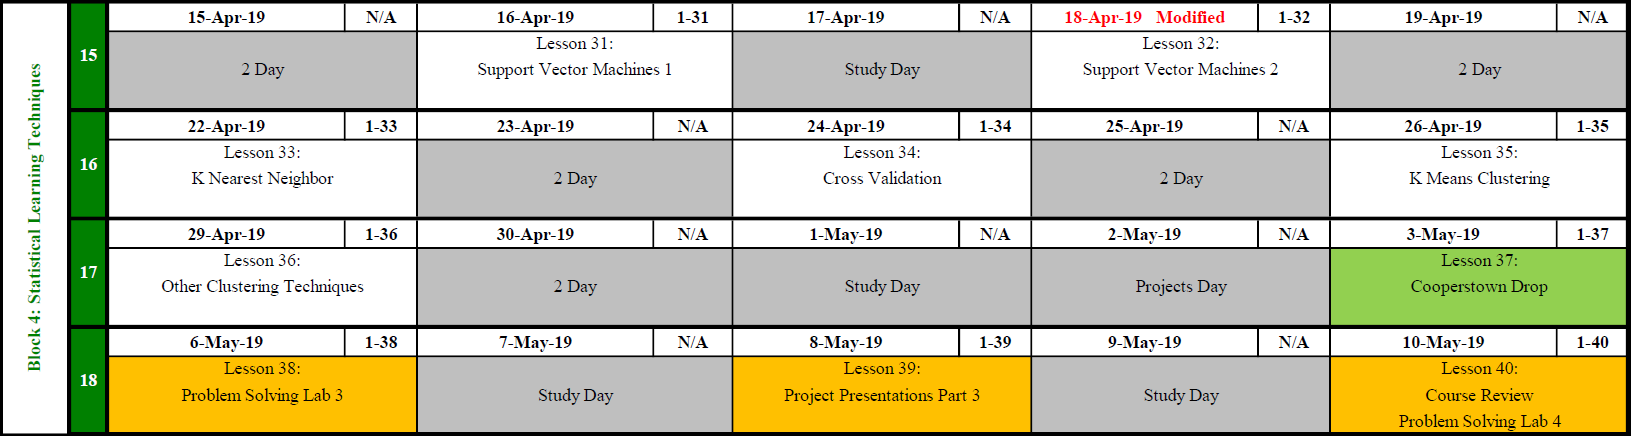 Block 4: Statistical Learning Techniques
15-Apr-19 N/A 16-Apr-19 1-31 17-Apr-19 N/A 18-Apr-19 Modified 1-32 19-Apr-19 N/A
15
2 Day
Lesson 31:
Support Vector Machines 1
Study Day
Lesson 32:
Support Vector Machines 2
2 Day
22-Apr-19 1-33 23-Apr-19 N/A 24-Apr-19 1-34 25-Apr-19 N/A 26-Apr-19 1-35
16
Lesson 33:
K Nearest Neighbor
2 Day
Lesson 34:
Cross Validation
2 Day
Lesson 35:
K Means Clustering
29-Apr-19 1-36 30-Apr-19 N/A 1-May-19 N/A 2-May-19 N/A 3-May-19 1-37
17
Lesson 36:
Other Clustering Techniques
2 Day
Study Day
Projects Day
Lesson 37:
Cooperstown Drop
6-May-19 1-38 7-May-19 N/A 8-May-19 1-39 9-May-19 N/A 10-May-19 1-40
18
Lesson 38:
Problem Solving Lab 3
Study Day
Lesson 39:
Project Presentations Part 3
Study Day
Lesson 40:
Course Review
Problem Solving Lab 4